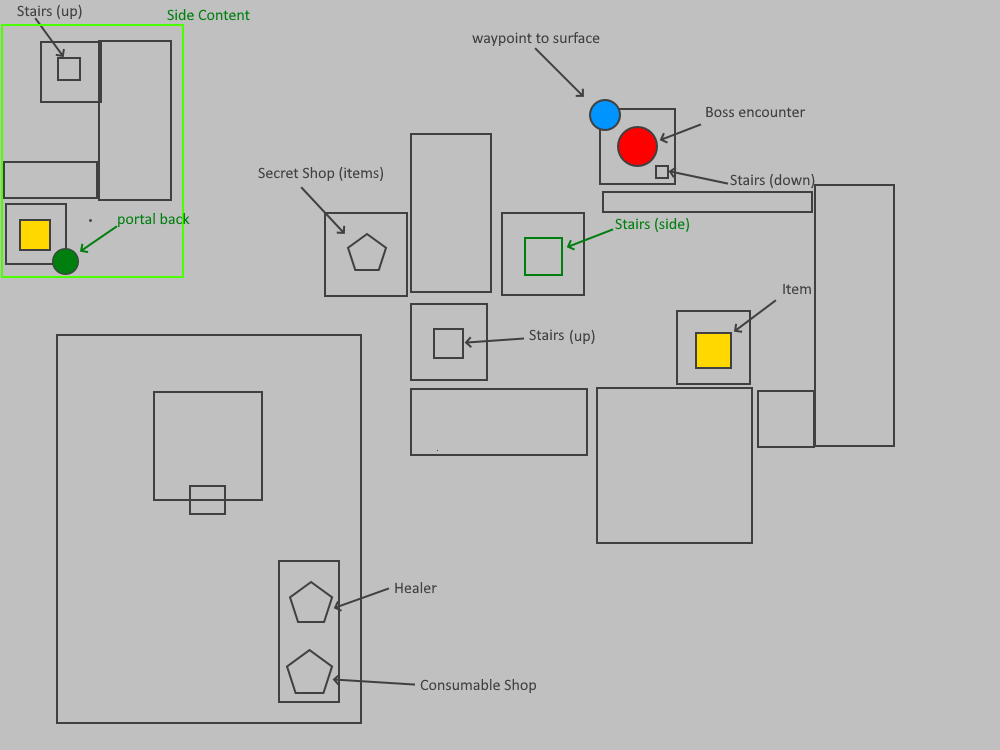 Stairs (up)
Side Content
waypoint to surface
Boss encounter
Secret Shop (items)
Stairs (down)
portal back
Stairs (side)
Item
Stairs (up)
Healer
Consumable Shop